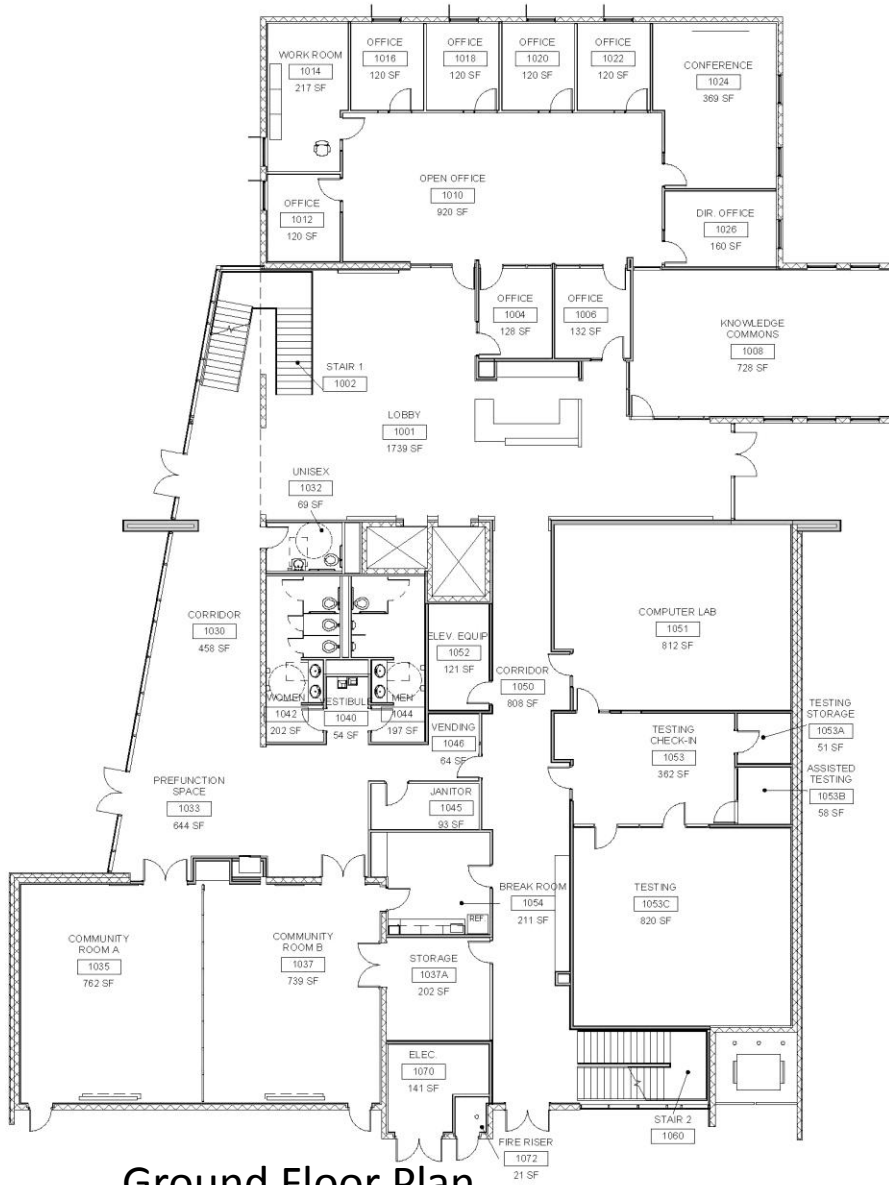 WORK ROOM
1014
217 SF
OFFICE
1016
120 SF
OFFICE
1018
120 SF
OFFICE
1020
120 SF
OFFICE
1022
120 SF
CONFERENCE
1024
369 SF
OPEN OFFICE
1010
920 SF
OFFICE
1012
120 SF
DIR. OFFICE
1026
160 SF
OFFICE
1004
128 SF
OFFICE
1006
132 SF
KNOWLEDGE
COMMONS
1008
728 SF
STAIR 1
1002
LOBBY
1001
1739 SF
UNISEX
1032
69 SF
CORRIDOR
1030
458 SF
COMPUTER LAB
1051
812 SF
ELEV. EQUIP
1052
121 SF
CORRIDOR
1050
808 SF
WOMEN
1042
202 SF
VESTIBUL
1040
54 SF
MEN
1044
197 SF
VENDING
1046
64 SF
TESTING
CHECK-IN
1053
362 SF
TESTING
STORAGE
1053A
51 SF
ASSISTED
TESTING
1053B
58 SF
PREFUNCTION
SPACE
1033
644 SF
JANITOR
1045
93 SF
BREAK ROOM
1054
211 SF
REF.
TESTING
1053C
820 SF
COMMUNITY
ROOM A
1035
762 SF
COMMUNITY
ROOM B
1037
739 SF
STORAGE
1037A
202 SF
ELEC
1070
141 SF
STAIR 2
1060
FIRE RISER
1072
21 SF
Ground Floor Plan